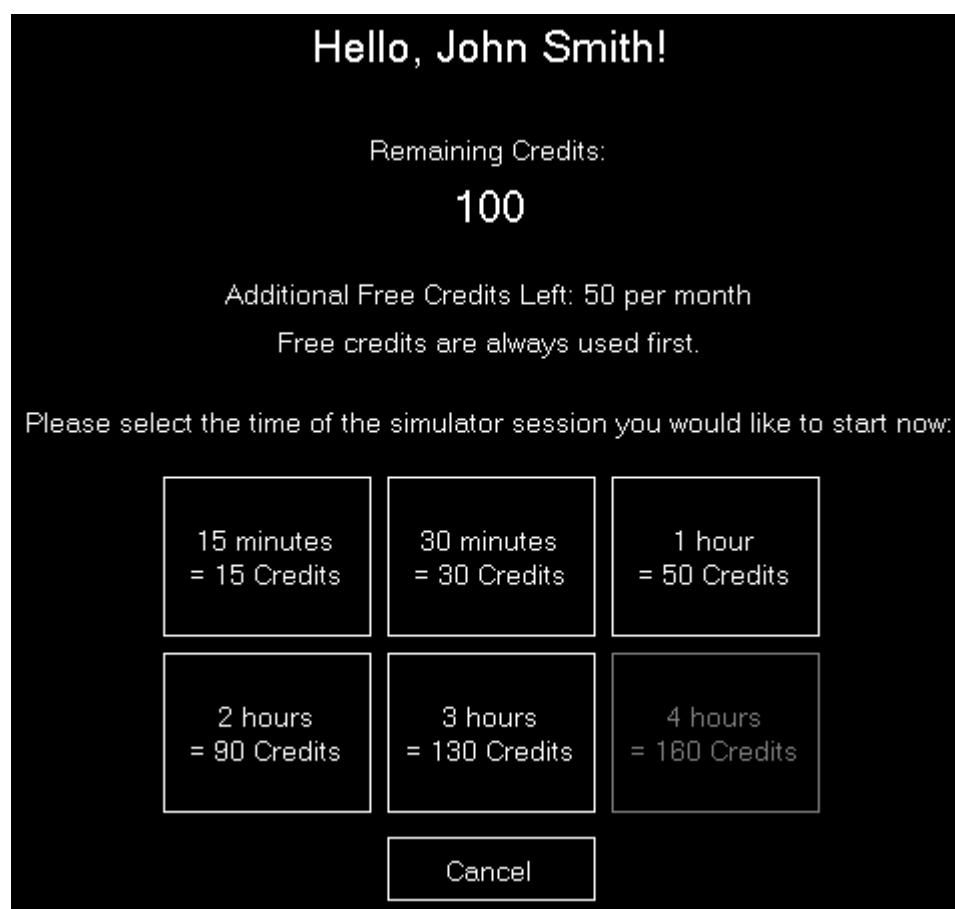 Hello, John Smith!
Remaining Credits:
100
Additional Free Credits Left: 50 per month
Free credits are always used first.
Please select the time of the simulator session you would like to start now:
15 minutes
= 15 Credits
30 minutes
= 30 Credits
1 hour
= 50 Credits
2 hours
= 90 Credits
3 hours
= 130 Credits
4 hours
= 160 Credits
Cancel